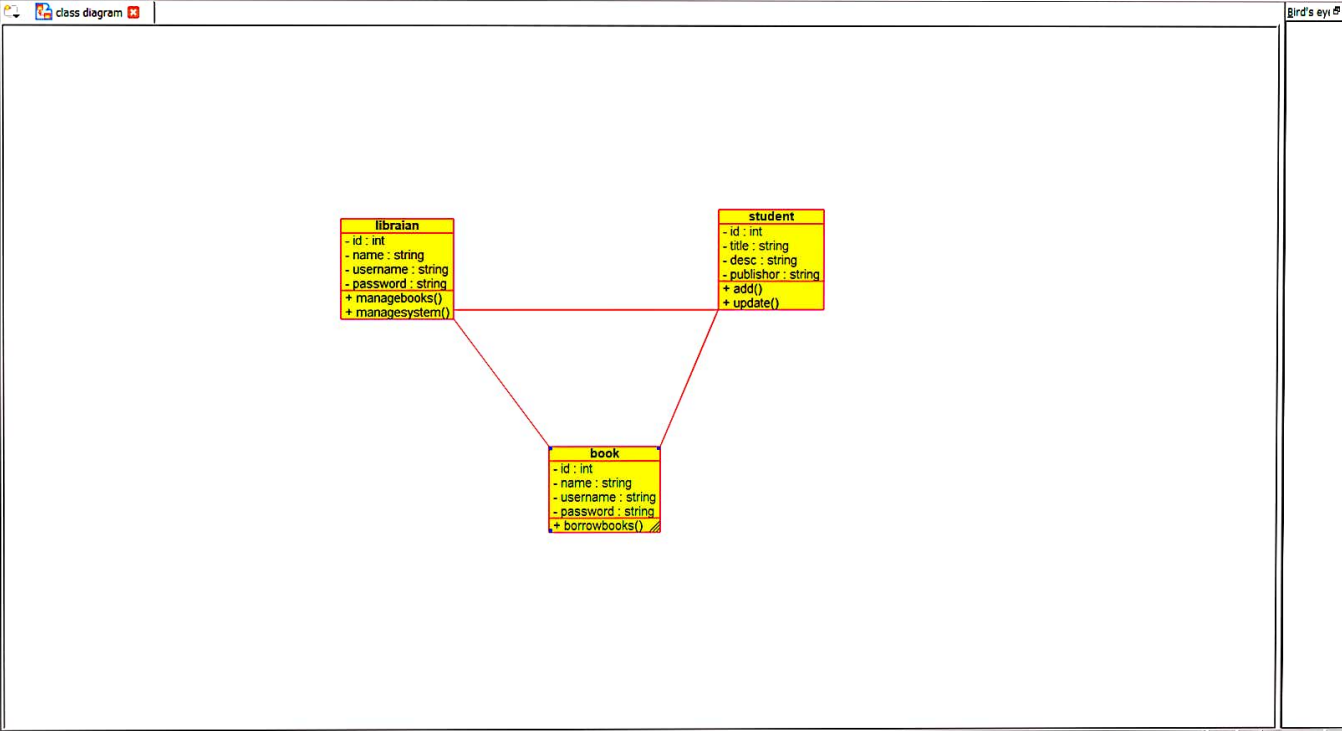 class diagram
Bird's eye
libraian
- id : int
- name : string
- username : string
- password : string
+ managebooks()
+ managesystem()
student
- id : int
- title : string
- desc : string
- publishor : string
+ add()
+ update()
book
- id : int
- name : string
- username : string
- password : string
+ borrowbooks()